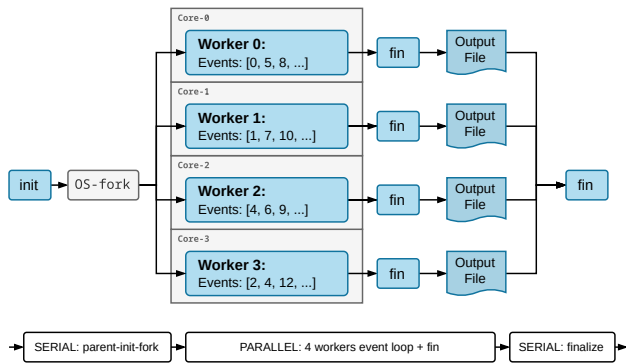 Core-0
Worker 0:
Events: [0, 5, 8, ...]
fin
Output
File
Core-1
Worker 1:
Events: [1, 7, 10, ...]
fin
Output
File
init
OS-fork
Core-2
Worker 2:
Events: [4, 6, 9, ...]
fin
Output
File
fin
Core-3
Worker 3:
Events: [2, 4, 12, ...]
fin
Output
File
SERIAL: parent-init-fork
PARALLEL: 4 workers event loop + fin
SERIAL: finalize